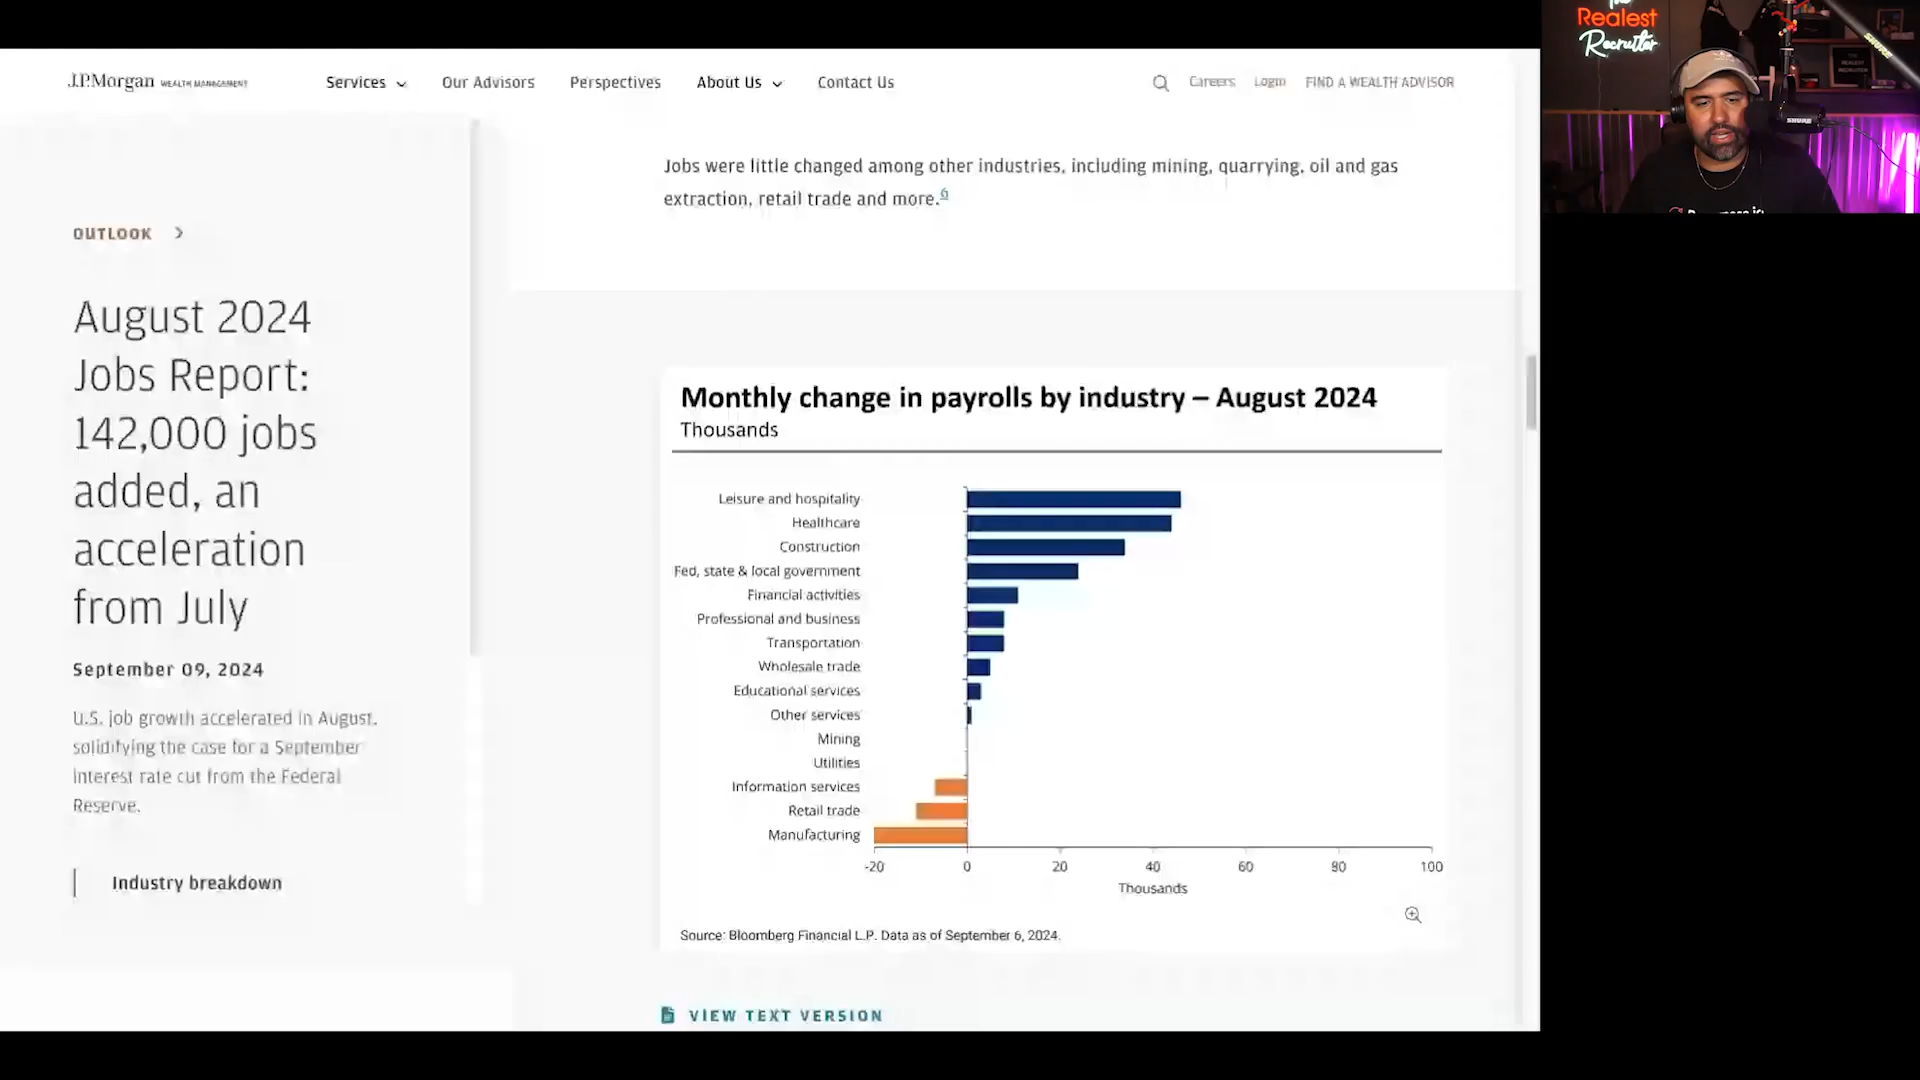 J.P.Morgan WEALTH MANAGEMENT
Services
Our Advisors
Perspectives
About Us
Contact Us
Careers
Login
FIND A WEALTH ADVISOR
Realest
Recruiter
SHURE
SHURE
OUTLOOK
August 2024
Jobs Report:
142,000 jobs
added, an
acceleration
from July
September 09, 2024
U.S. job growth accelerated in August,
solidifying the case for a September
interest rate cut from the Federal
Reserve.
Industry breakdown
Jobs were little changed among other industries, including mining, quarrying, oil and gas
extraction, retail trade and more.6
Monthly change in payrolls by industry – August 2024
Thousands
Leisure and hospitality
Healthcare
Construction
Fed, state & local government
Financial activities
Professional and business
Transportation
Wholesale trade
Educational services
Other services
Mining
Utilities
Information services
Retail trade
Manufacturing
-20 0 20 40 60 80 100
Thousands
Source: Bloomberg Financial L.P. Data as of September 6, 2024.
VIEW TEXT VERSION